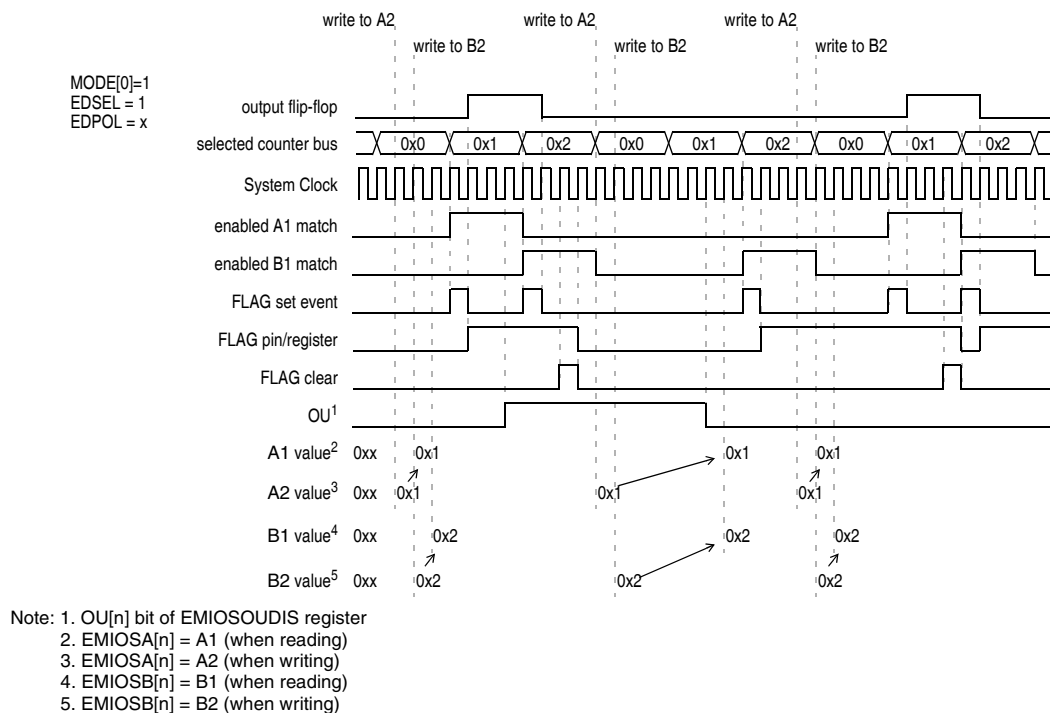 write to A2 write to A2 write to A2
write to B2 write to B2 write to B2
MODE[0]=1
EDSEL = 1
EDPOL = x
output flip-flop
selected counter bus 0x0 0x1 0x2 0x0 0x1 0x2 0x0 0x1 0x2
System Clock
enabled A1 match
enabled B1 match
FLAG set event
FLAG pin/register
FLAG clear
OU1
A1 value2 0xx 0x1 0x1 0x1
A2 value3 0xx 0x1 0x1 0x1
B1 value4 0xx 0x2 0x2 0x2
B2 value5 0xx 0x2 0x2 0x2
Note: 1. OU[n] bit of EMIOSOUDIS register
2. EMIOSA[n] = A1 (when reading)
3. EMIOSA[n] = A2 (when writing)
4. EMIOSB[n] = B1 (when reading)
5. EMIOSB[n] = B2 (when writing)